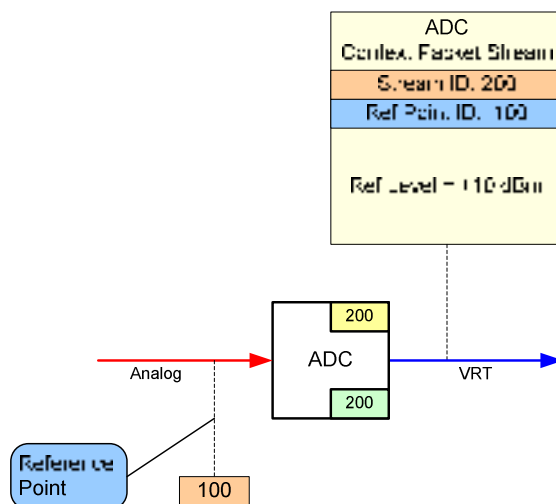 ADC
Context Packet Stream
Stream ID: 200
Ref Point ID: 100
Ref Level = +10 dBm
200
ADC
Analog
VRT
200
Reference
Point
100